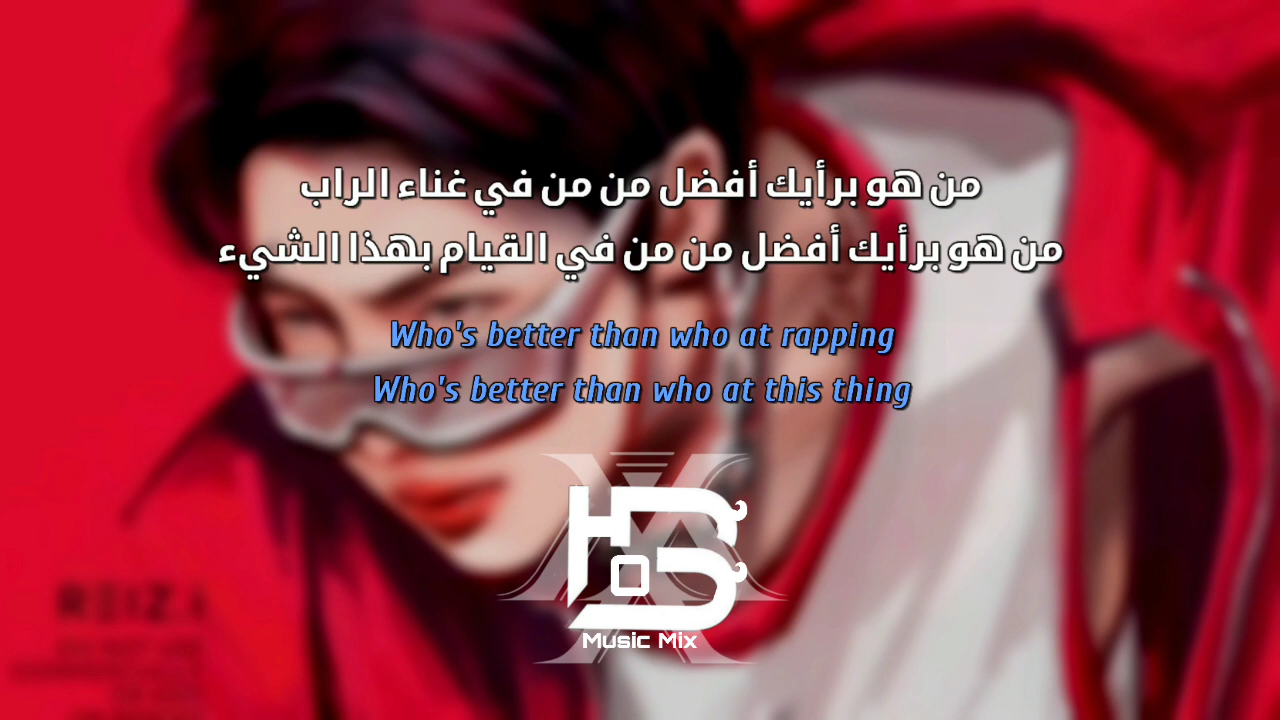 من هو برأيك أفضل من من في غناء الراب
من هو برأيك أفضل من من في القيام بهذا الشيء
Who's better than who at rapping
Who's better than who at this thing
HoB
Music Mix